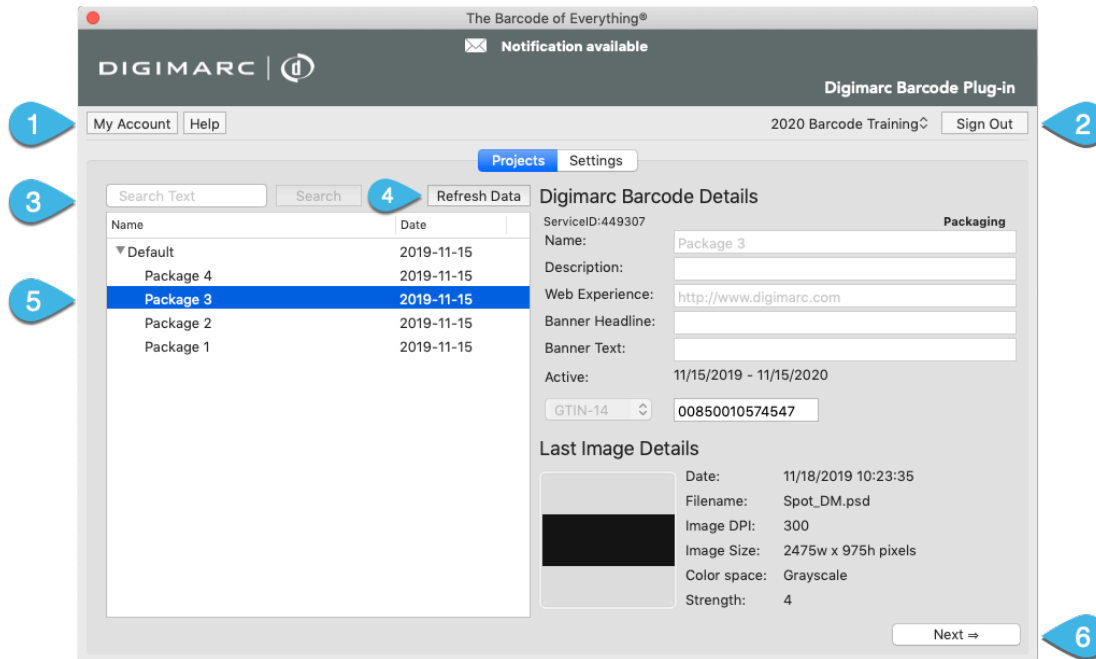 The Barcode of Everything®
Notification available
DIGIMARC
Digimarc Barcode Plug-in
1
My Account Help 2020 Barcode Training Sign Out
2
Projects Settings
3
Search Text Search
4
Refresh Data
Name Date
Default 2019-11-15
Package 4 2019-11-15
5
Package 3 2019-11-15
Package 2 2019-11-15
Package 1 2019-11-15
Digimarc Barcode Details
ServiceID:449307 Packaging
Name: Package 3
Description:
Web Experience: http://www.digimarc.com
Banner Headline:
Banner Text:
Active: 11/15/2019 - 11/15/2020
GTIN-14 00850010574547
Last Image Details
Date: 11/18/2019 10:23:35
Filename: Spot_DM.psd
Image DPI: 300
Image Size: 2475w x 975h pixels
Color space: Grayscale
Strength: 4
Next ⇒
6